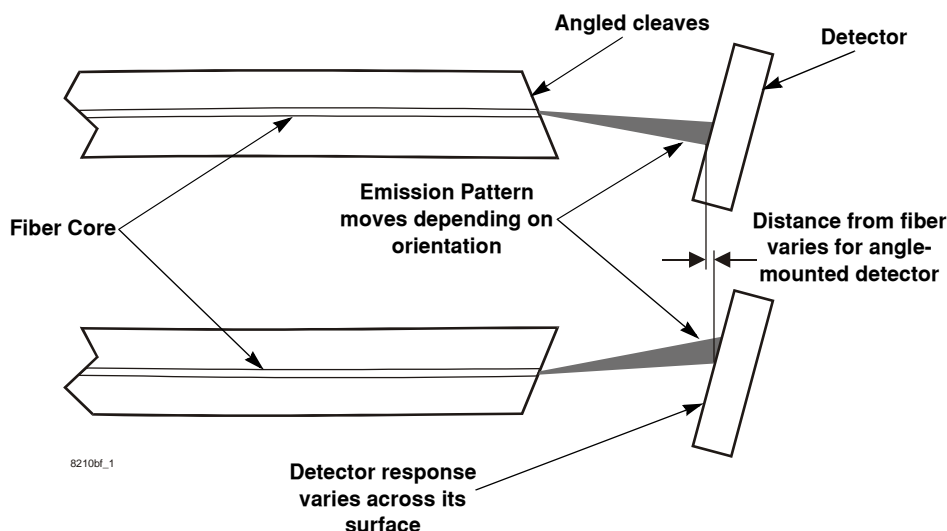 Angled cleaves
Detector
Emission Pattern
moves depending on
orientation
Fiber Core
Distance from fiber
varies for angle-
mounted detector
8210bf_1
Detector response
varies across its
surface